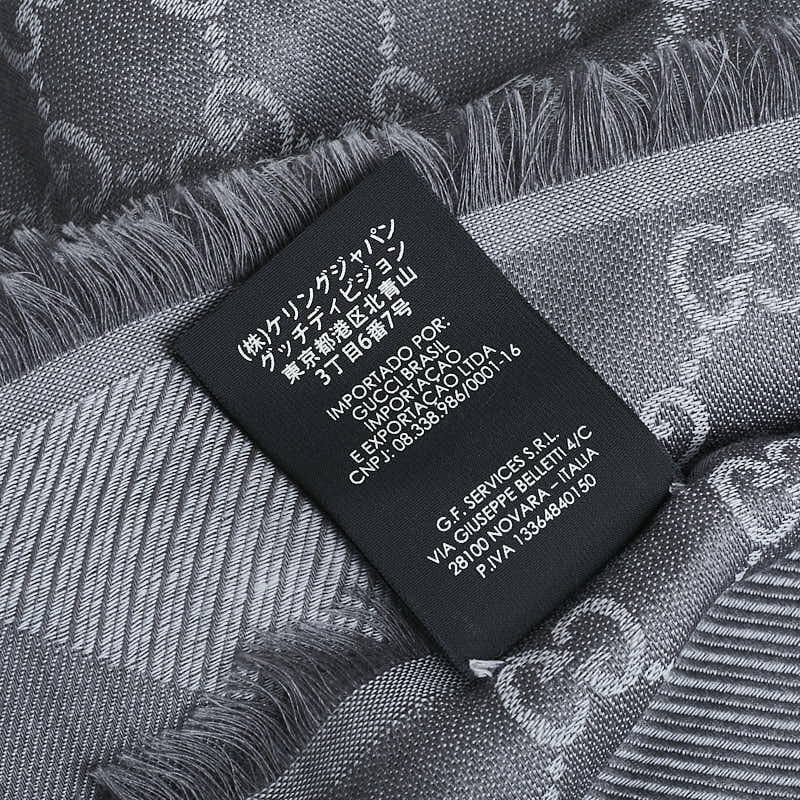 (株)ケリングジャパン
グッチディビジョン
東京都港区北青山
3丁目6番7号
IMPORTADO POR:
GUCCI BRASIL
IMPORTACAO
E EXPORTACAO LTDA
CNPJ: 08.338.986/0001-16
G.F. SERVICES S.R.L.
VIA GIUSEPPE BELLETTI 4/C
28100 NOVARA – ITALIA
P.IVA 13364840150